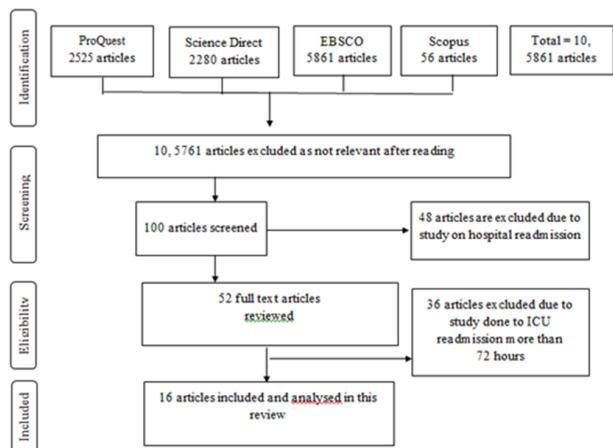 Identification
ProQuest
2525 articles
Science Direct
2280 articles
EBSCO
5861 articles
Scopus
56 articles
Total = 10,
5861 articles
10, 5761 articles excluded as not relevant after reading
Screening
100 articles screened
48 articles are excluded due to
study on hospital readmission
Eligibility
52 full text articles
reviewed
36 articles excluded due to
study done to ICU
readmission more than
72 hours
Included
16 articles included and analysed in this
review